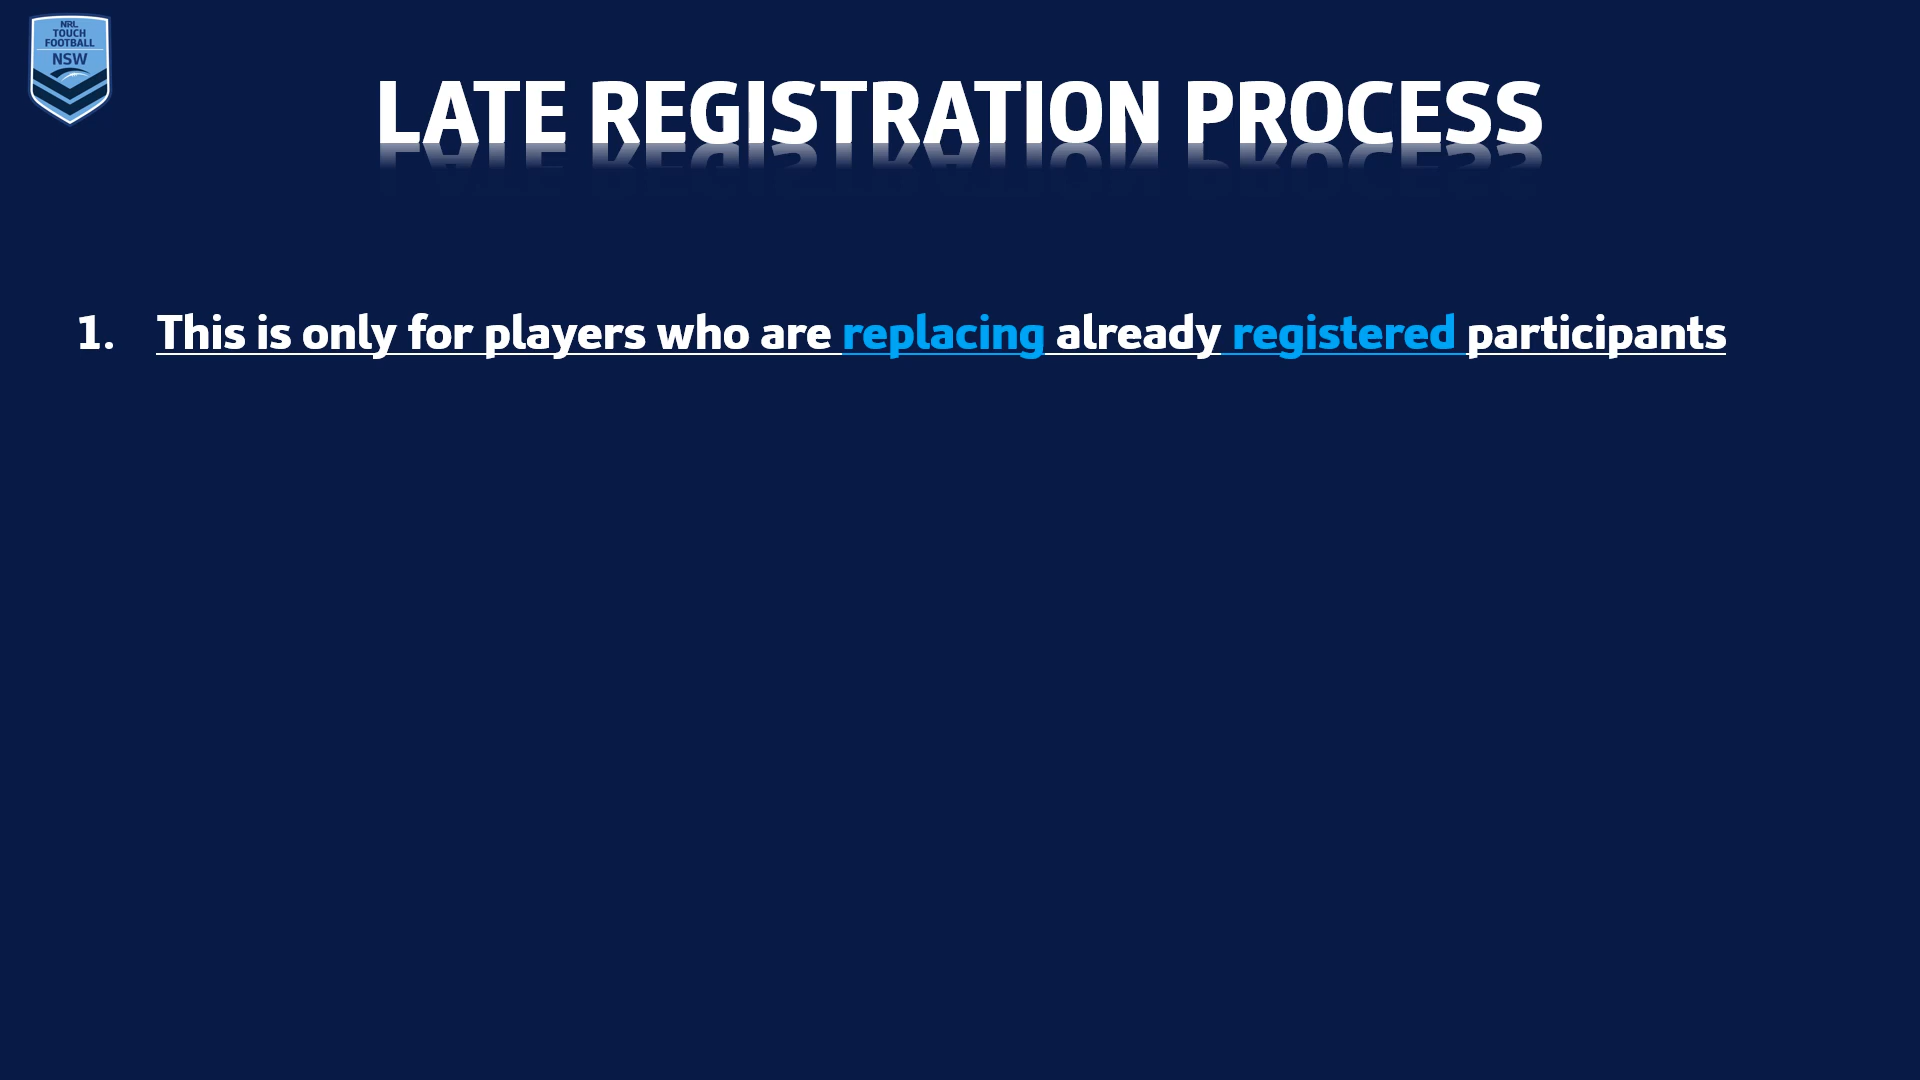 NRL
TOUCH
FOOTBALL
NSW
LATE REGISTRATION PROCESS
1. This is only for players who are replacing already registered participants